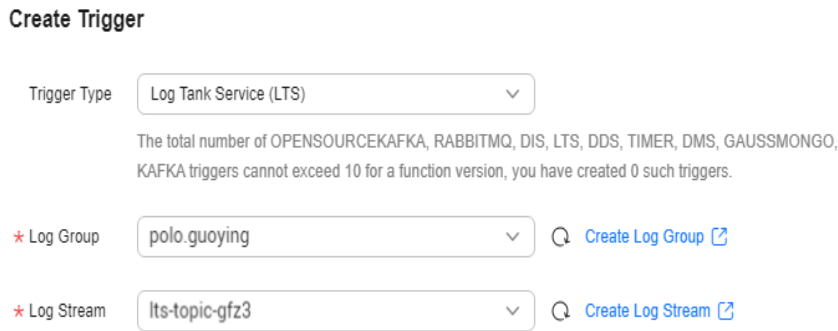 Create Trigger
Trigger Type Log Tank Service (LTS)
The total number of OPENSOURCEKAFKA, RABBITMQ, DIS, LTS, DDS, TIMER, DMS, GAUSSMONGO,
KAFKA triggers cannot exceed 10 for a function version, you have created 0 such triggers.
* Log Group polo.guoying Create Log Group
* Log Stream lts-topic-gfz3 Create Log Stream